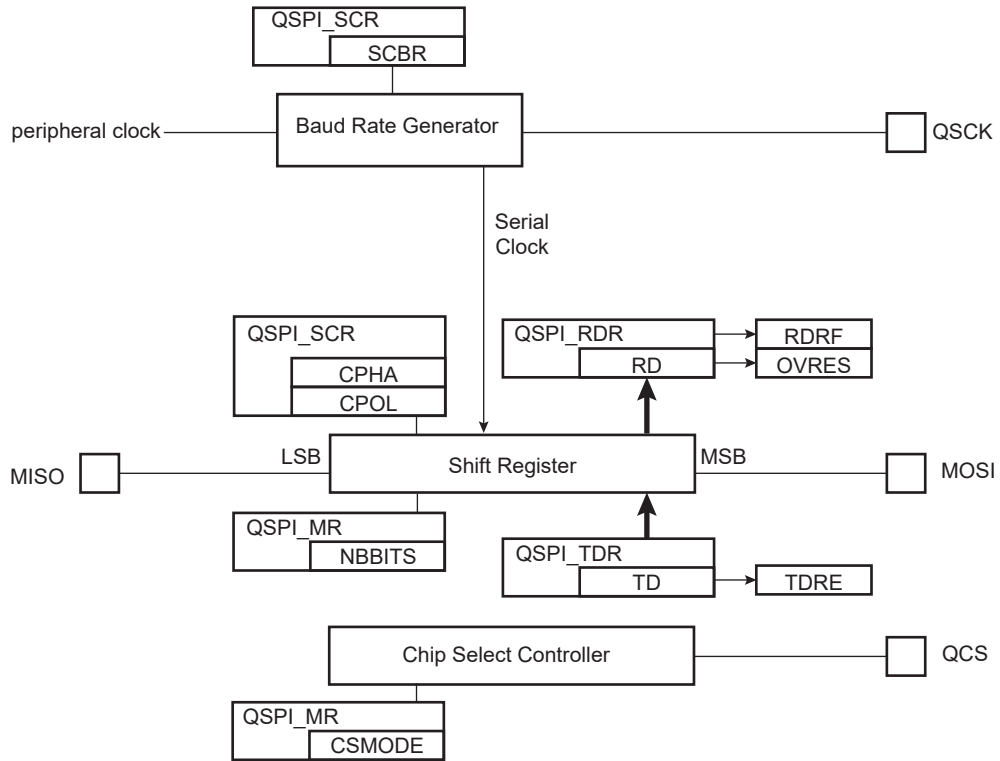 QSPI_SCR
SCBR
peripheral clock
Baud Rate Generator
QSCK
Serial
Clock
QSPI_SCR
CPHA
CPOL
QSPI_RDR
RD
RDRF
OVRES
MISO
LSB
Shift Register
MSB
MOSI
QSPI_MR
NBBITS
QSPI_TDR
TD
TDRE
Chip Select Controller
QCS
QSPI_MR
CSMODE